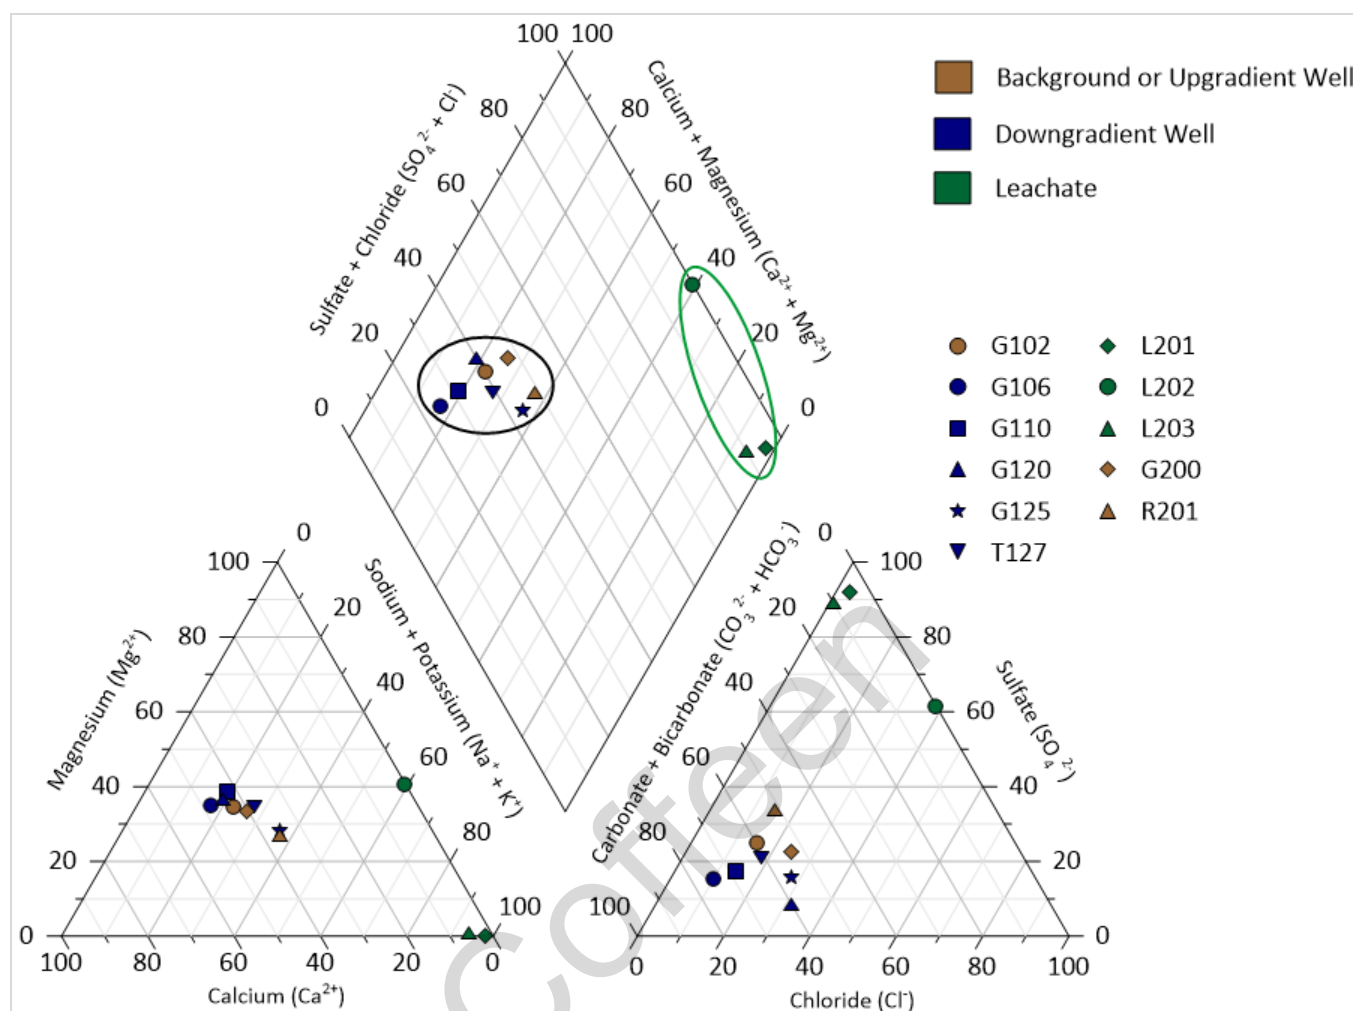 100 100
80
80
60
60
40
40
20
20
0
0
Sulfate + Chloride (SO₄²⁻ + Cl⁻)
Calcium + Magnesium (Ca²⁺ + Mg²⁺)
Background or Upgradient Well
Downgradient Well
Leachate
G102
L201
G106
L202
G110
L203
G120
G200
G125
R201
T127
0
100
20
80
40
60
60
40
80
20
100
0
Magnesium (Mg²⁺)
Sodium + Potassium (Na⁺ + K⁺)
100
80
60
40
20
0
Calcium (Ca²⁺)
0
100
20
80
40
60
60
40
80
20
100
0
Carbonate + Bicarbonate (CO₃²⁻ + HCO₃⁻)
Sulfate (SO₄²⁻)
0
20
40
60
80
100
Chloride (Cl⁻)
Coffeen